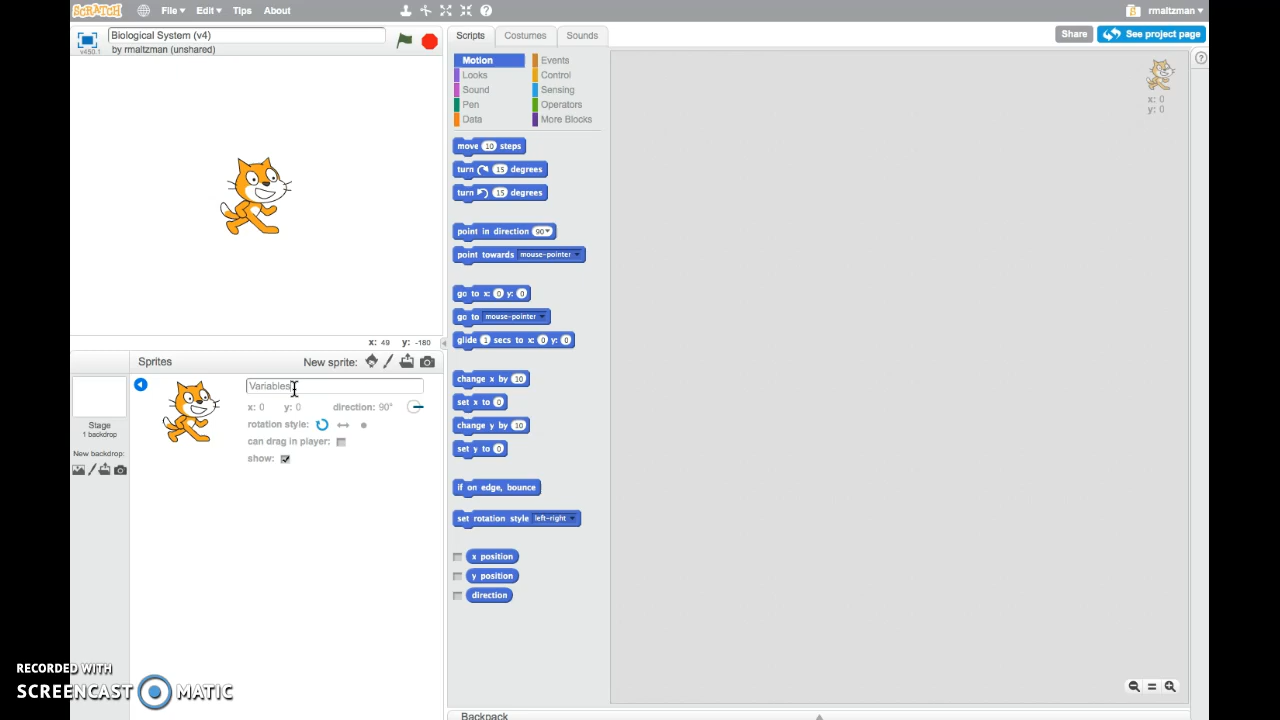 SCRATCH
File
Edit
Tips
About
rmaltzman
v450.1
Biological System (v4)
by rmaltzman (unshared)
Scripts
Costumes
Sounds
Share
See project page
Motion
Events
Looks
Control
Sound
Sensing
Pen
Operators
Data
More Blocks
x: 0
y: 0
move 10 steps
turn 15 degrees
turn 15 degrees
point in direction 90
point towards mouse-pointer
go to x: 0 y: 0
go to mouse-pointer
glide 1 secs to x: 0 y: 0
change x by 10
set x to 0
change y by 10
set y to 0
if on edge, bounce
set rotation style left-right
x position
y position
direction
x: 49 y: -180
Sprites
New sprite:
Variables
x: 0 y: 0 direction: 90°
rotation style:
can drag in player:
show:
Stage
1 backdrop
New backdrop:
Backpack
RECORDED WITH
SCREENCAST MATIC